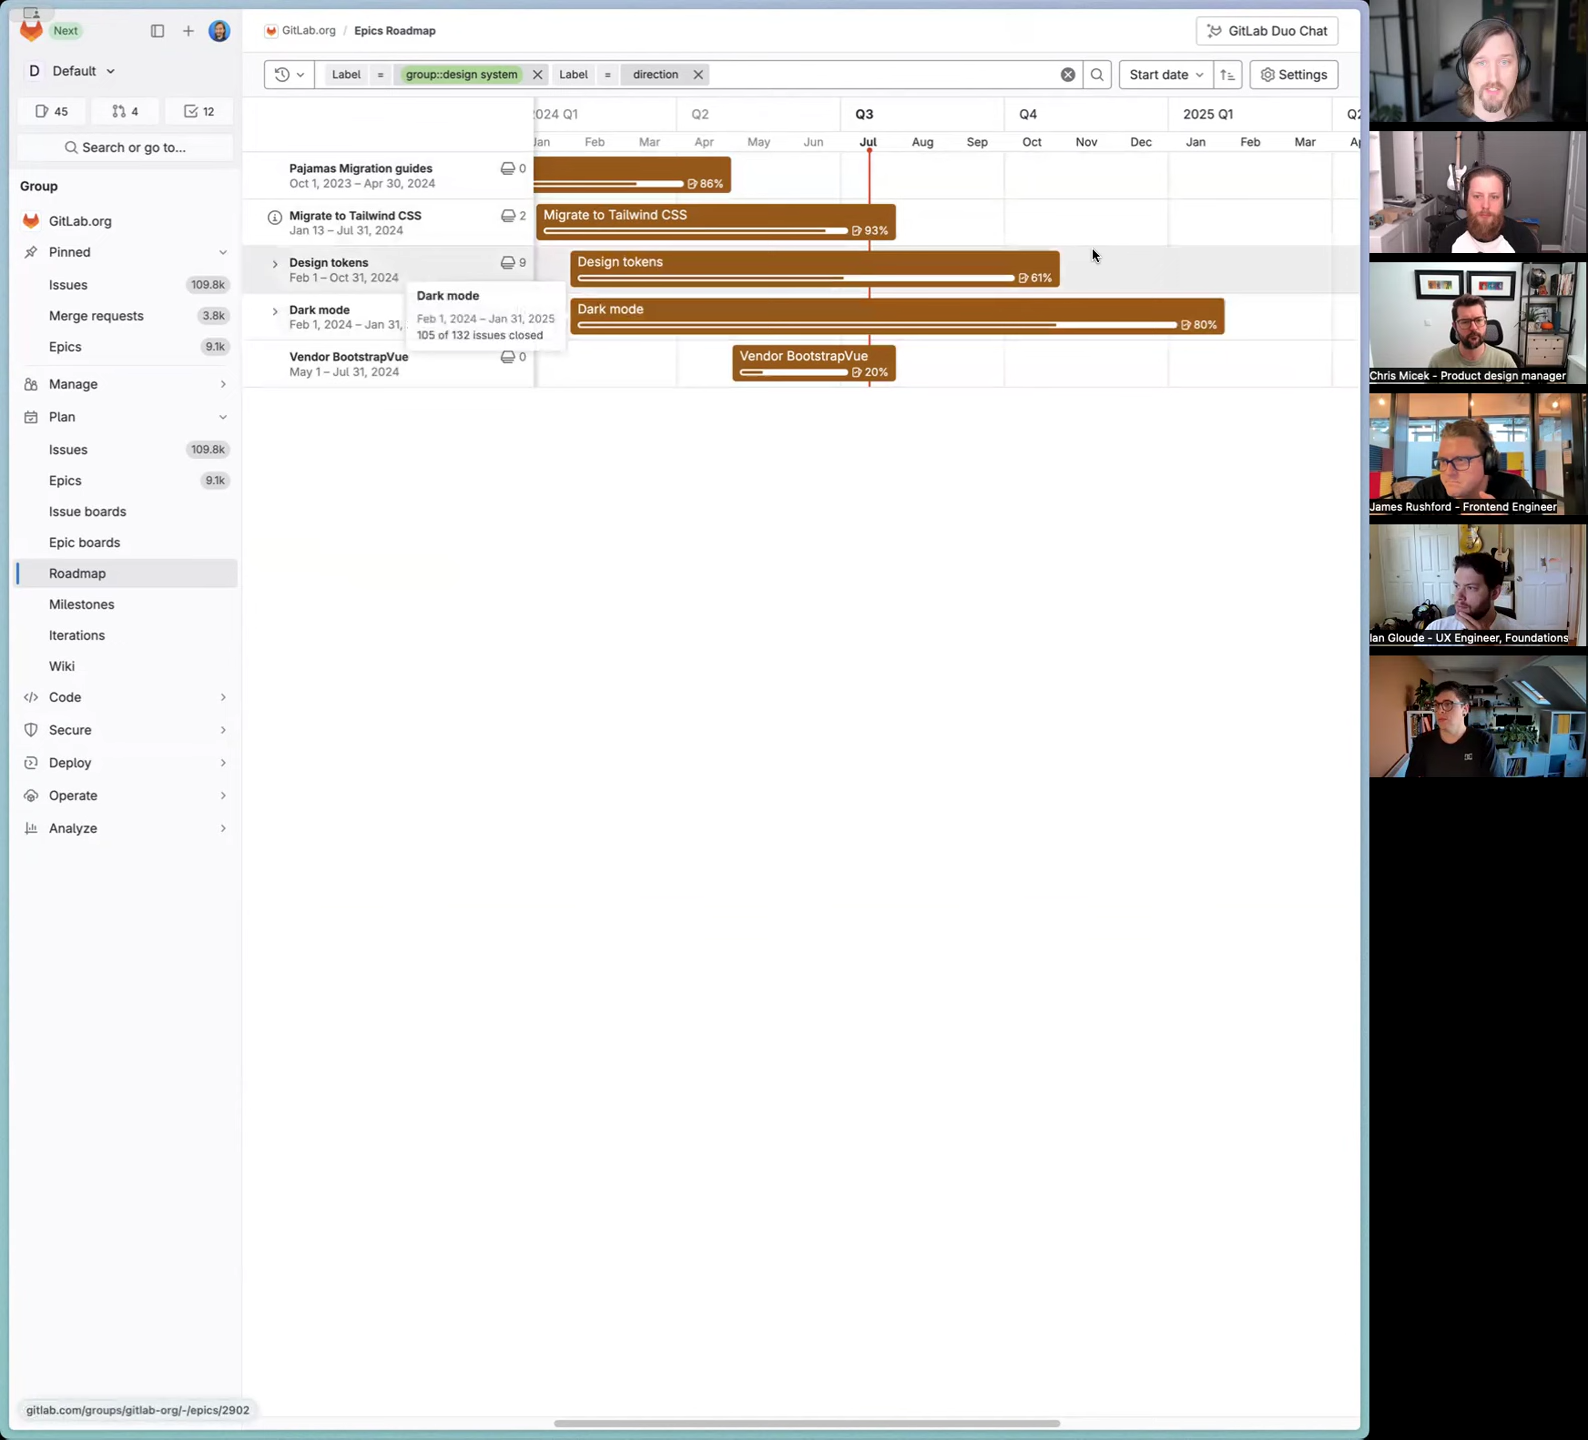 Next
D Default
45
4
12
Search or go to...
Group
GitLab.org
Pinned
Issues 109.8k
Merge requests 3.8k
Epics 9.1k
Manage
Plan
Issues 109.8k
Epics 9.1k
Issue boards
Epic boards
Roadmap
Milestones
Iterations
Wiki
Code
Secure
Deploy
Operate
Analyze
gitlab.com/groups/gitlab-org/-/epics/2902
GitLab.org / Epics Roadmap
GitLab Duo Chat
Label = group::design system Label = direction
Start date
Settings
2024 Q1 Q2 Q3 Q4 2025 Q1 Q2
Jan Feb Mar Apr May Jun Jul Aug Sep Oct Nov Dec Jan Feb Mar Ap
Pajamas Migration guides 0
Oct 1, 2023 – Apr 30, 2024
86%
Migrate to Tailwind CSS 2
Jan 13 – Jul 31, 2024
Migrate to Tailwind CSS
93%
Design tokens 9
Feb 1 – Oct 31, 2024
Design tokens
61%
Dark mode
Feb 1, 2024 – Jan 31,
Dark mode
Feb 1, 2024 – Jan 31, 2025
105 of 132 issues closed
Dark mode
80%
Vendor BootstrapVue 0
May 1 – Jul 31, 2024
Vendor BootstrapVue
20%
Chris Micek - Product design manager
James Rushford - Frontend Engineer
Ian Gloude - UX Engineer, Foundations